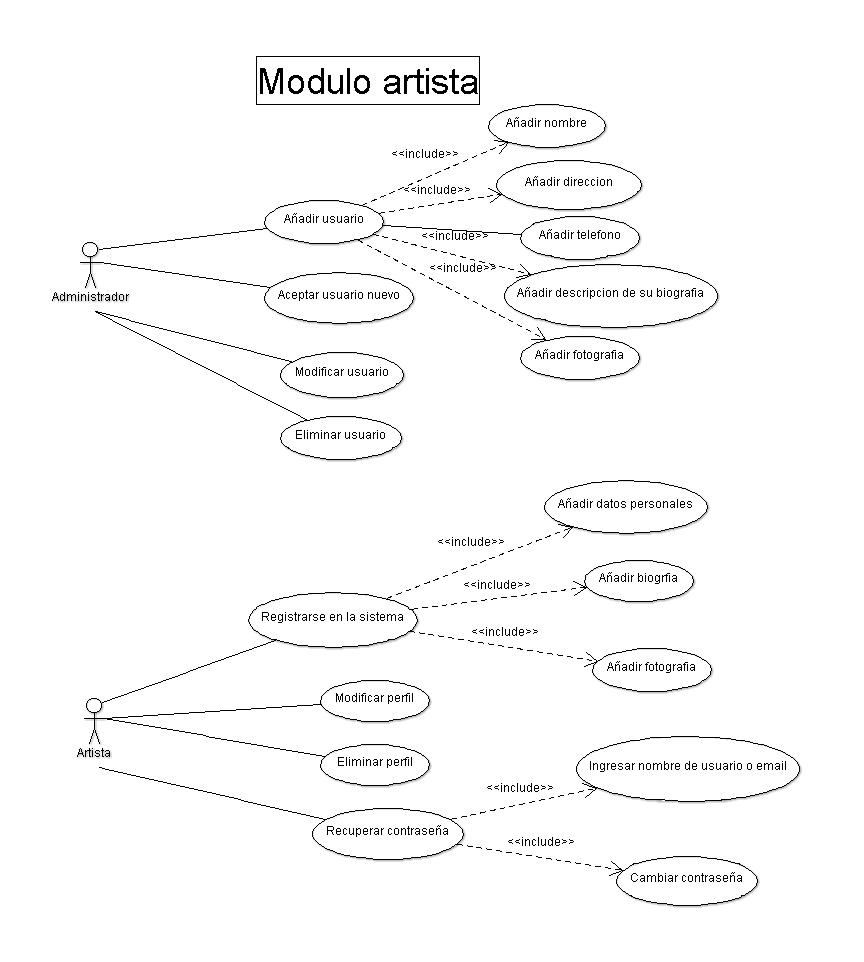 Modulo artista
Añadir nombre
<<include>>
Añadir direccion
<<include>>
Añadir usuario
Añadir telefono
<<include>>
<<include>>
Administrador
Aceptar usuario nuevo
Añadir descripcion de su biografia
Añadir fotografia
Modificar usuario
Eliminar usuario
Añadir datos personales
<<include>>
Añadir biogrfia
<<include>>
Registrarse en la sistema
<<include>>
Añadir fotografia
Modificar perfil
Artista
Eliminar perfil
Ingresar nombre de usuario o email
<<include>>
Recuperar contraseña
<<include>>
Cambiar contraseña